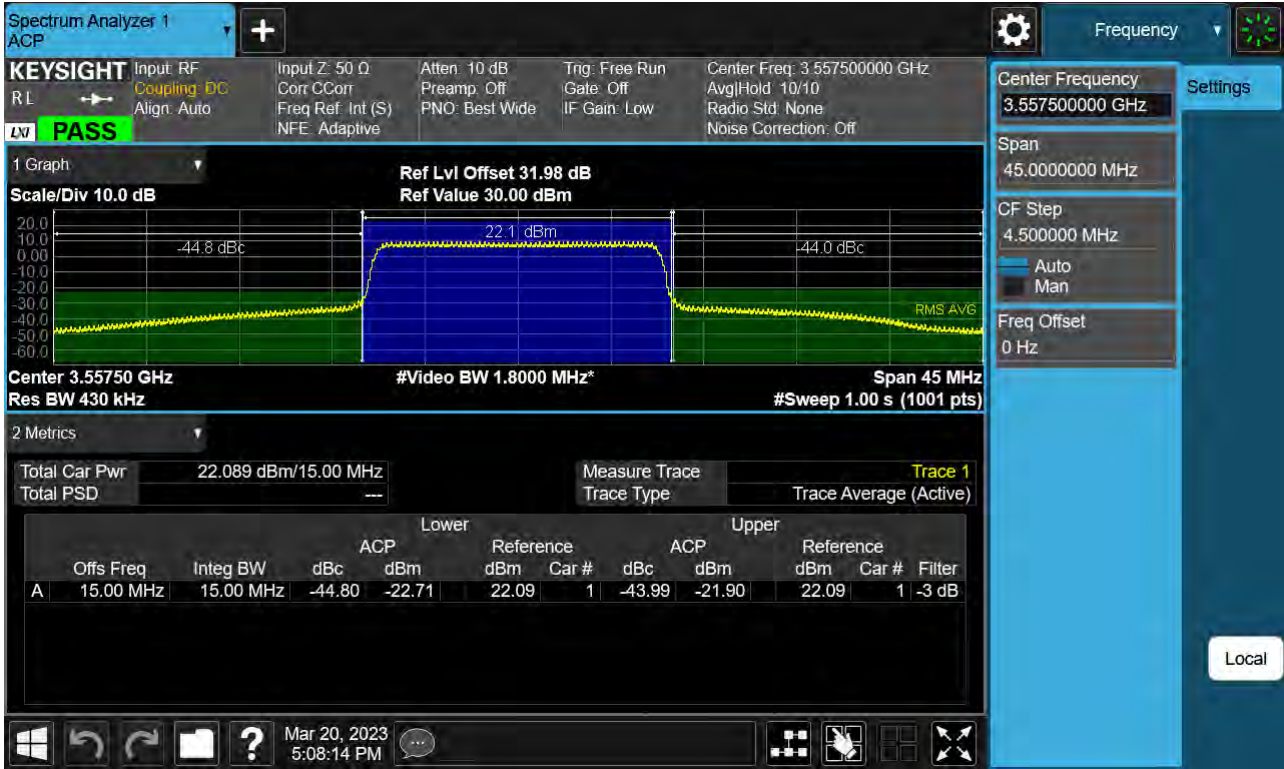 Spectrum Analyzer 1
ACP
Frequency
KEYSIGHT
R L
LXI
PASS
Input: RF
Coupling: DC
Align: Auto
Input Z: 50 Ω
Corr CCorr
Freq Ref: Int (S)
NFE: Adaptive
Atten: 10 dB
Preamp: Off
PNO: Best Wide
Trig: Free Run
Gate: Off
IF Gain: Low
Center Freq: 3.557500000 GHz
Avg|Hold: 10/10
Radio Std: None
Noise Correction: Off
Center Frequency
3.557500000 GHz
Settings
Span
45.0000000 MHz
CF Step
4.500000 MHz
Auto
Man
Freq Offset
0 Hz
Local
1 Graph
Scale/Div 10.0 dB
Ref Lvl Offset 31.98 dB
Ref Value 30.00 dBm
20.0
10.0
0.00
-10.0
-20.0
-30.0
-40.0
-50.0
-60.0
-44.8 dBc
22.1 dBm
-44.0 dBc
RMS AVG
Center 3.55750 GHz
#Video BW 1.8000 MHz*
Span 45 MHz
Res BW 430 kHz
#Sweep 1.00 s (1001 pts)
2 Metrics
Total Car Pwr 22.089 dBm/15.00 MHz
Total PSD ---
Measure Trace Trace 1
Trace Type Trace Average (Active)
Lower Upper
ACP Reference ACP Reference
Offs Freq Integ BW dBc dBm dBm Car # dBc dBm dBm Car # Filter
A 15.00 MHz 15.00 MHz -44.80 -22.71 22.09 1 -43.99 -21.90 22.09 1 -3 dB
Mar 20, 2023
5:08:14 PM